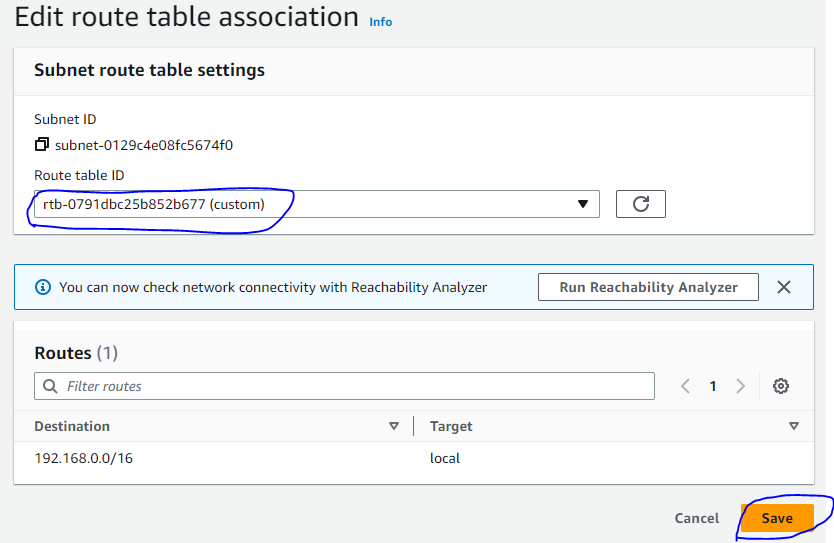 Edit route table association Info
Subnet route table settings
Subnet ID
subnet-0129c4e08fc5674f0
Route table ID
rtb-0791dbc25b852b677 (custom)
You can now check network connectivity with Reachability Analyzer Run Reachability Analyzer
Routes (1)
Filter routes 1
Destination Target
192.168.0.0/16 local
Cancel Save